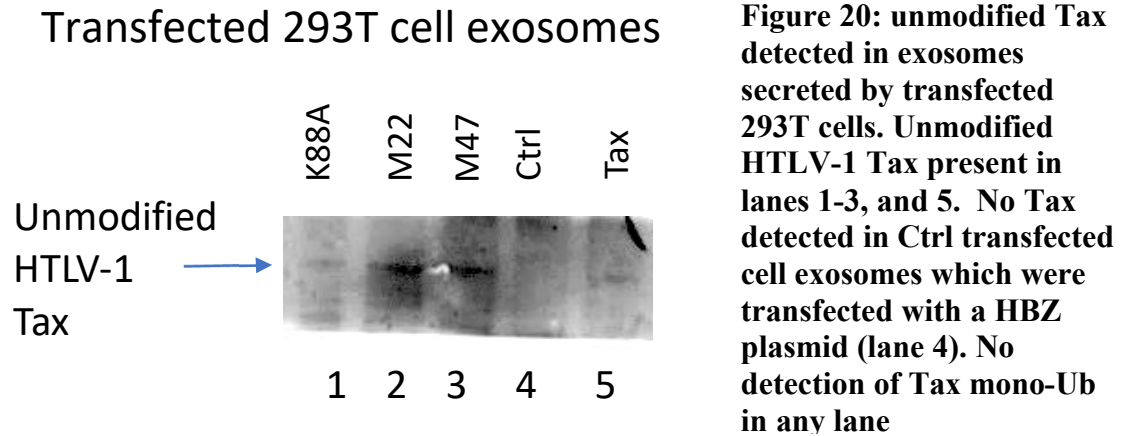 Transfected 293T cell exosomes
K88A
M22
M47
Ctrl
Tax
Unmodified
HTLV-1
Tax
1 2 3 4 5
Figure 20: unmodified Tax
detected in exosomes
secreted by transfected
293T cells. Unmodified
HTLV-1 Tax present in
lanes 1-3, and 5.  No Tax
detected in Ctrl transfected
cell exosomes which were
transfected with a HBZ
plasmid (lane 4). No
detection of Tax mono-Ub
in any lane